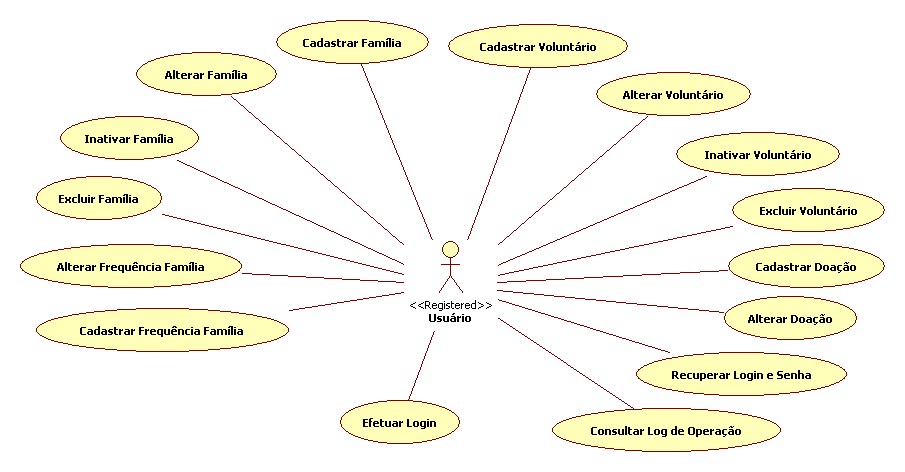 Cadastrar Família
Cadastrar Voluntário
Alterar Família
Alterar Voluntário
Inativar Família
Inativar Voluntário
Excluir Família
Excluir Voluntário
Alterar Frequência Família
Cadastrar Doação
<<Registered>>
Usuário
Alterar Doação
Cadastrar Frequência Família
Recuperar Login e Senha
Efetuar Login
Consultar Log de Operação